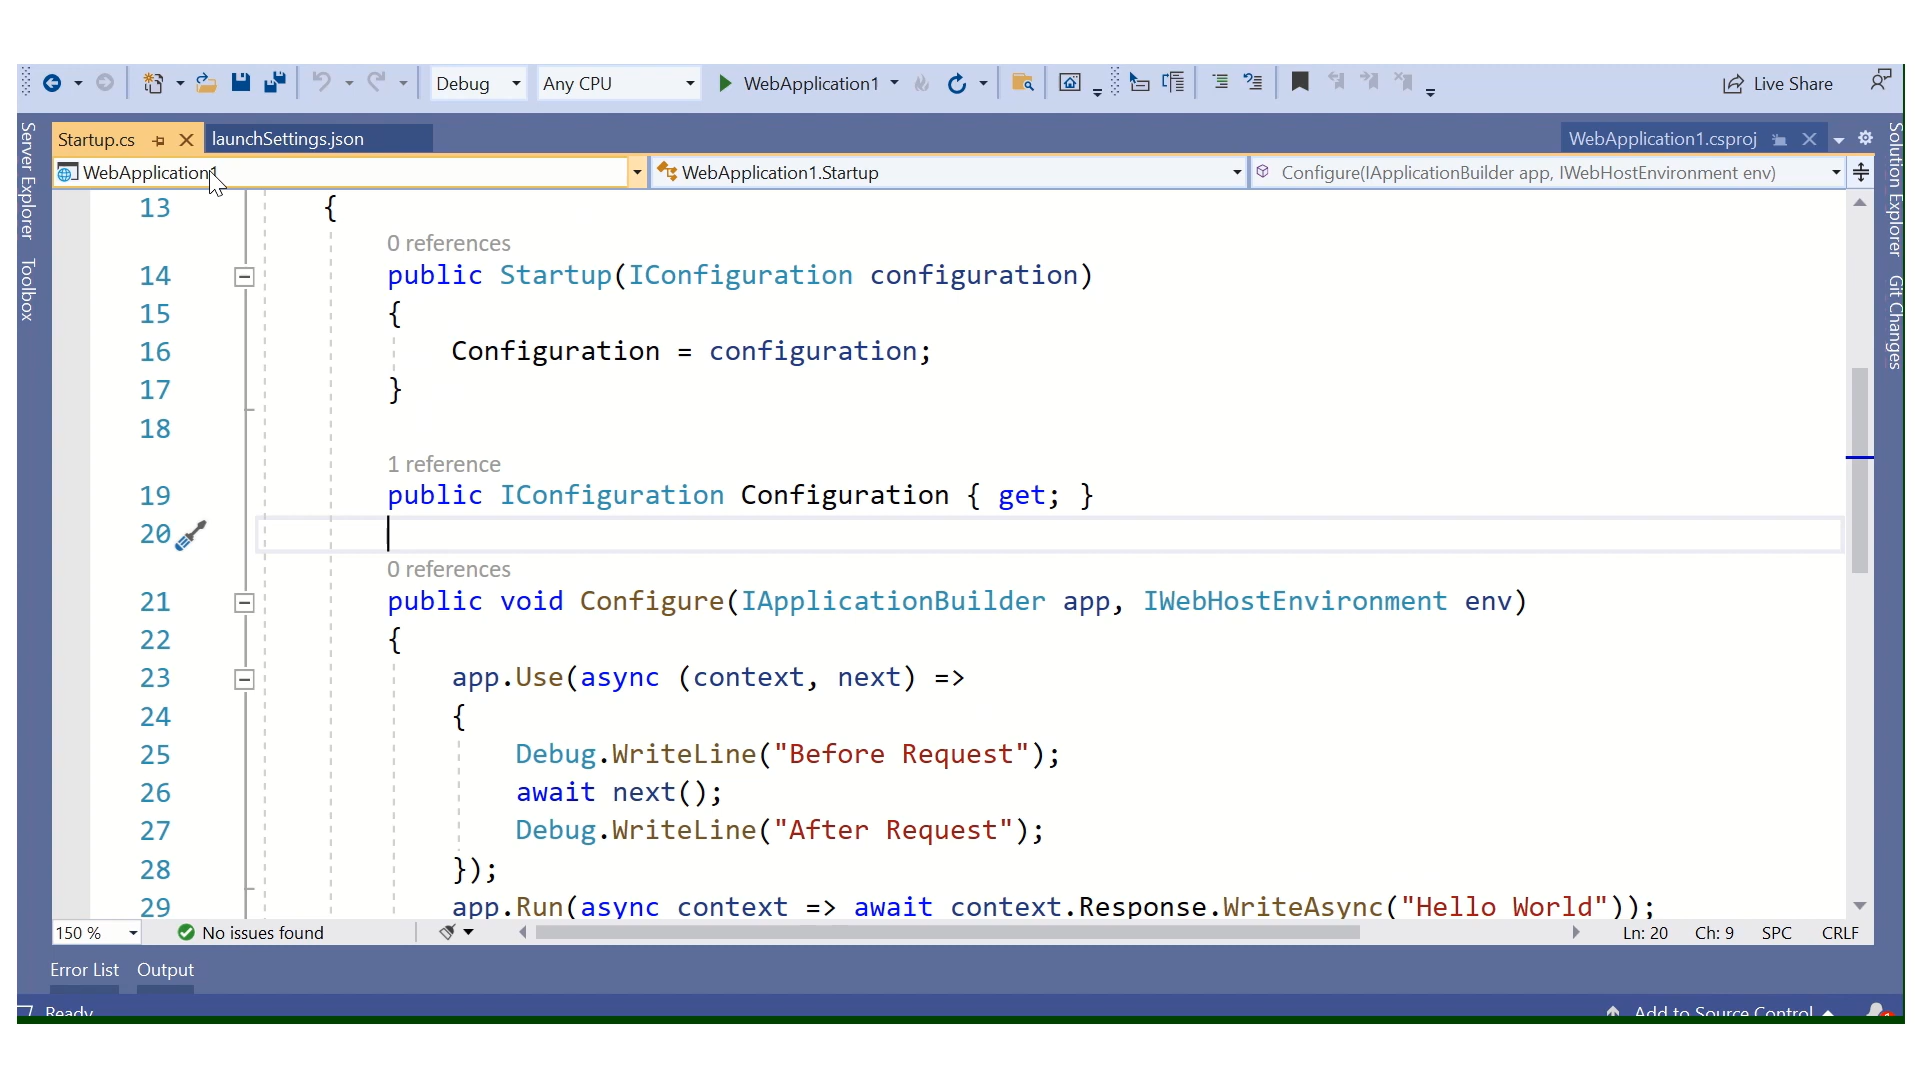 Debug Any CPU WebApplication1 Live Share
Startup.cs launchSettings.json WebApplication1.csproj
WebApplication1 WebApplication1.Startup Configure(IApplicationBuilder app, IWebHostEnvironment env)
Server Explorer
Toolbox
Solution Explorer
Git Changes
13 {
0 references
14 public Startup(IConfiguration configuration)
15 {
16 Configuration = configuration;
17 }
18
1 reference
19 public IConfiguration Configuration { get; }
20
0 references
21 public void Configure(IApplicationBuilder app, IWebHostEnvironment env)
22 {
23 app.Use(async (context, next) =>
24 {
25 Debug.WriteLine("Before Request");
26 await next();
27 Debug.WriteLine("After Request");
28 });
29 app.Run(async context => await context.Response.WriteAsync("Hello World"));
150 % No issues found Ln: 20 Ch: 9 SPC CRLF
Error List Output
Ready Add to Source Control